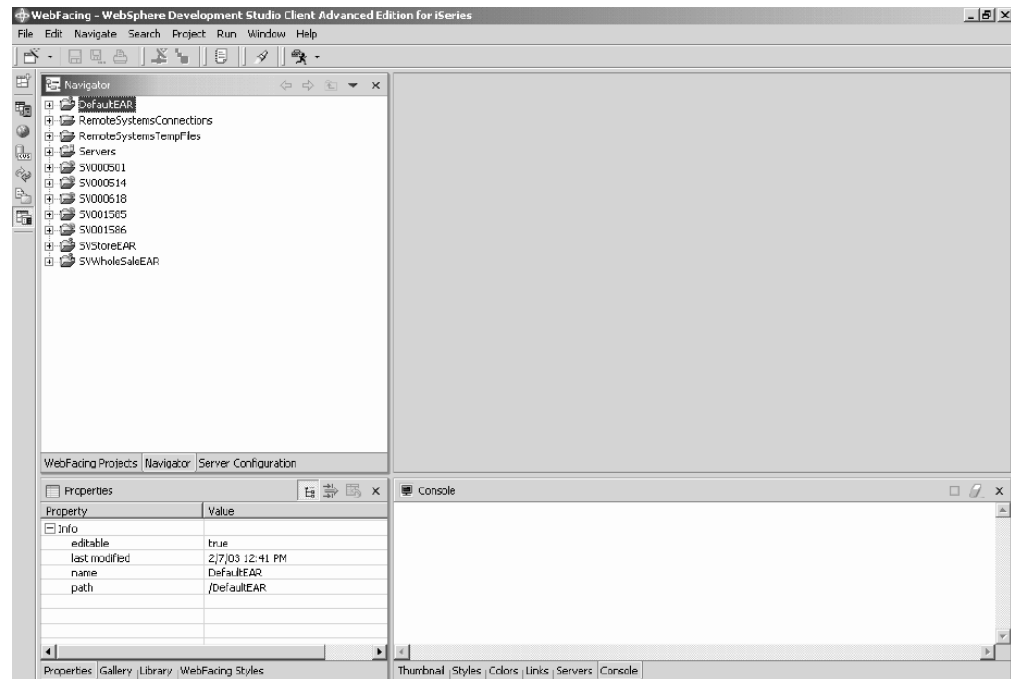 WebFacing - WebSphere Development Studio Client Advanced Edition for iSeries
File Edit Navigate Search Project Run Window Help
Navigator
DefaultEAR
RemoteSystemsConnections
RemoteSystemsTempFiles
Servers
SV000501
SV000514
SV000618
SV001585
SV001586
SVStoreEAR
SVWholeSaleEAR
WebFacing Projects Navigator Server Configuration
Properties
Property Value
Info
editable true
last modified 2/7/03 12:41 PM
name DefaultEAR
path /DefaultEAR
Properties Gallery Library WebFacing Styles
Console
Thumbnail Styles Colors Links Servers Console